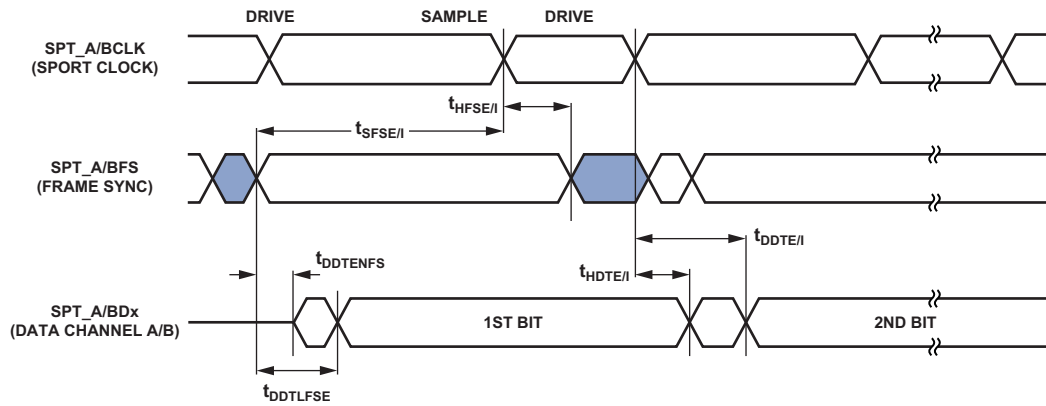 DRIVE SAMPLE DRIVE
SPT_A/BCLK
(SPORT CLOCK)
tHFSE/I
tSFSE/I
SPT_A/BFS
(FRAME SYNC)
tDDTE/I
tDDTENFS
tHDTE/I
SPT_A/BDx
(DATA CHANNEL A/B)
1ST BIT 2ND BIT
tDDTLFSE